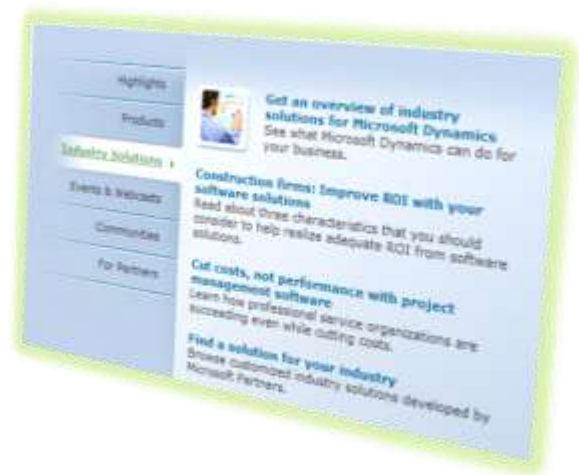 Highlights
Products
Industry solutions
Events & Webcasts
Communities
For Partners
Get an overview of industry
solutions for Microsoft Dynamics
See what Microsoft Dynamics can do for
your business.
Construction firms: Improve ROI with your
software solutions
Read about three characteristics that you should
consider to help realize adequate ROI from software
solutions.
Cut costs, not performance with project
management software
Learn how professional service organizations are
succeeding even while cutting costs.
Find a solution for your industry
Browse customized industry solutions developed by
Microsoft Partners.